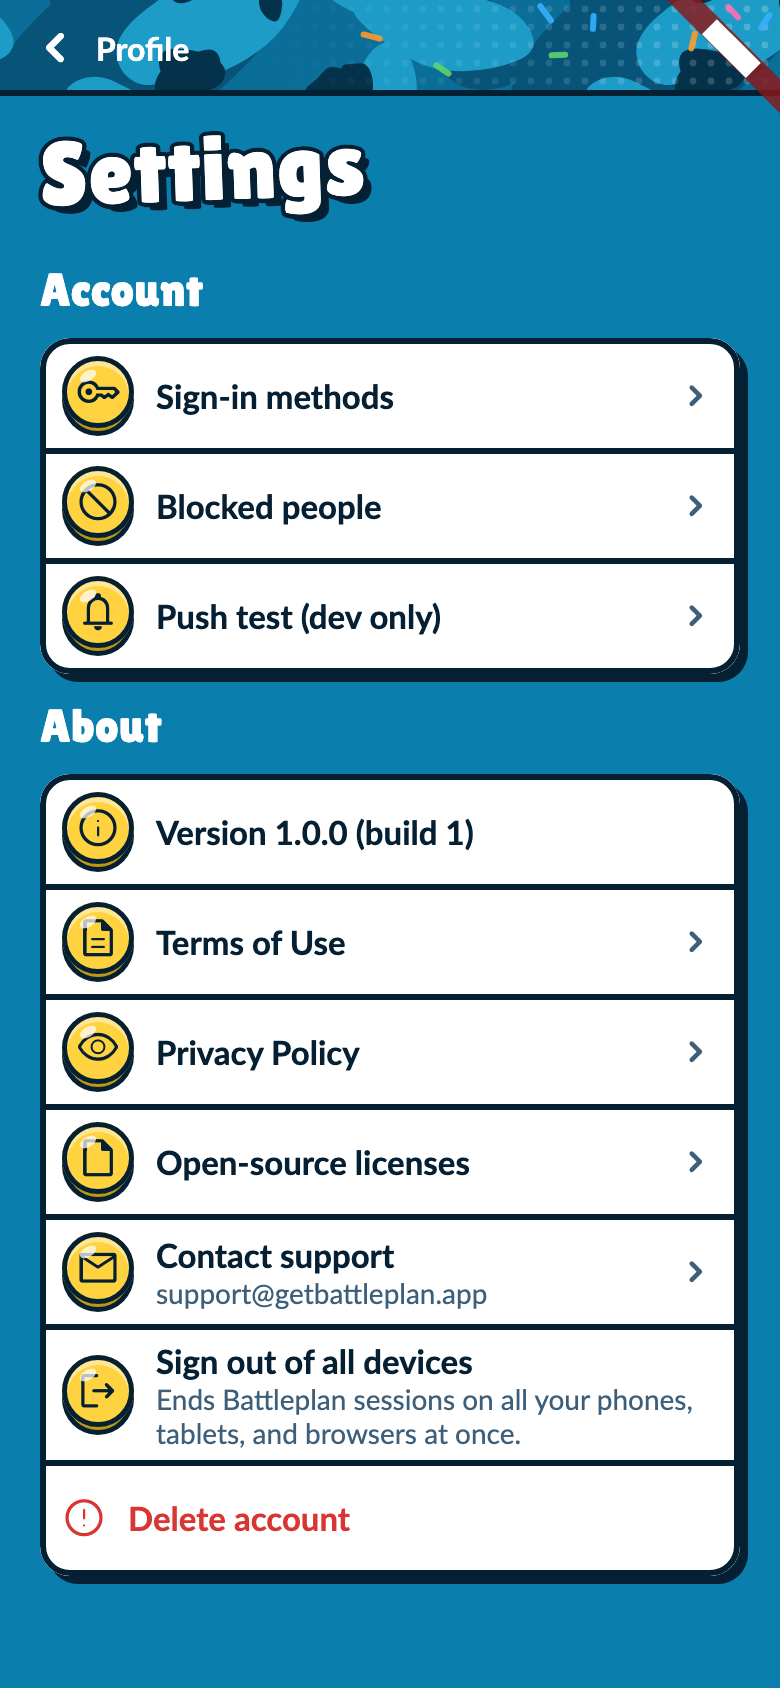 Profile
Settings
Account
Sign-in methods
Blocked people
Push test (dev only)
About
Version 1.0.0 (build 1)
Terms of Use
Privacy Policy
Open-source licenses
Contact support
support@getbattleplan.app
Sign out of all devices
Ends Battleplan sessions on all your phones,
tablets, and browsers at once.
Delete account